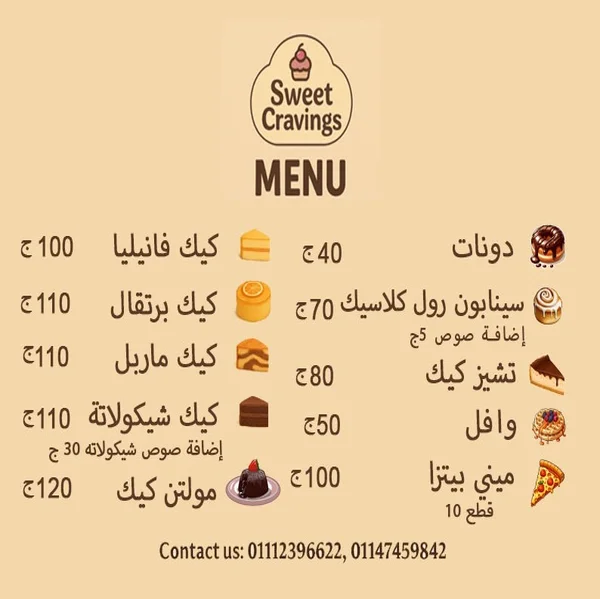 Sweet
Cravings
MENU
دونات 40ج
سينابون رول كلاسيك 70ج
إضافة صوص 5ج
تشيز كيك 80ج
وافل 50ج
ميني بيتزا 100ج
10 قطع
كيك فانيليا 100ج
كيك برتقال 110ج
كيك ماربل 110ج
كيك شيكولاتة 110ج
إضافة صوص شيكولاته 30 ج
مولتن كيك 120ج
Contact us: 01112396622, 01147459842